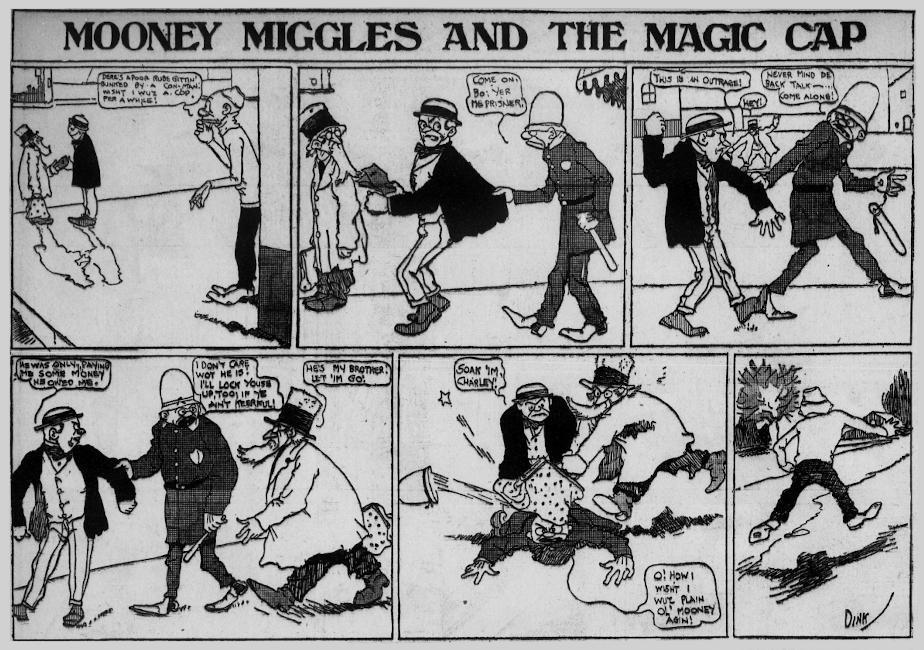 MOONEY MIGGLES AND THE MAGIC CAP
DERE'S A POOR RUBE GITTIN'
BUNKED BY A CON-MAN.
WISHT I WUZ A COP,
FER AWHILE!
COME ON,
BO; YER
ME PRISNER!
THIS IS AN OUTRAGE!
HEY!
NEVER MIND DE
BACK TALK—
COME ALONG!
HE WAS ONLY PAYING
ME SOME MONEY
HE OWED ME.
I DON'T CARE
WOT HE IS.
I'LL LOCK YOUSE
UP, TOO, IF YE
AIN'T KEERFUL!
HE'S MY BROTHER.
LET 'IM GO!
SOAK 'IM,
CHARLEY!
O! HOW I
WISHT I
WUZ PLAIN
OL' MOONEY
AGIN!
DINK